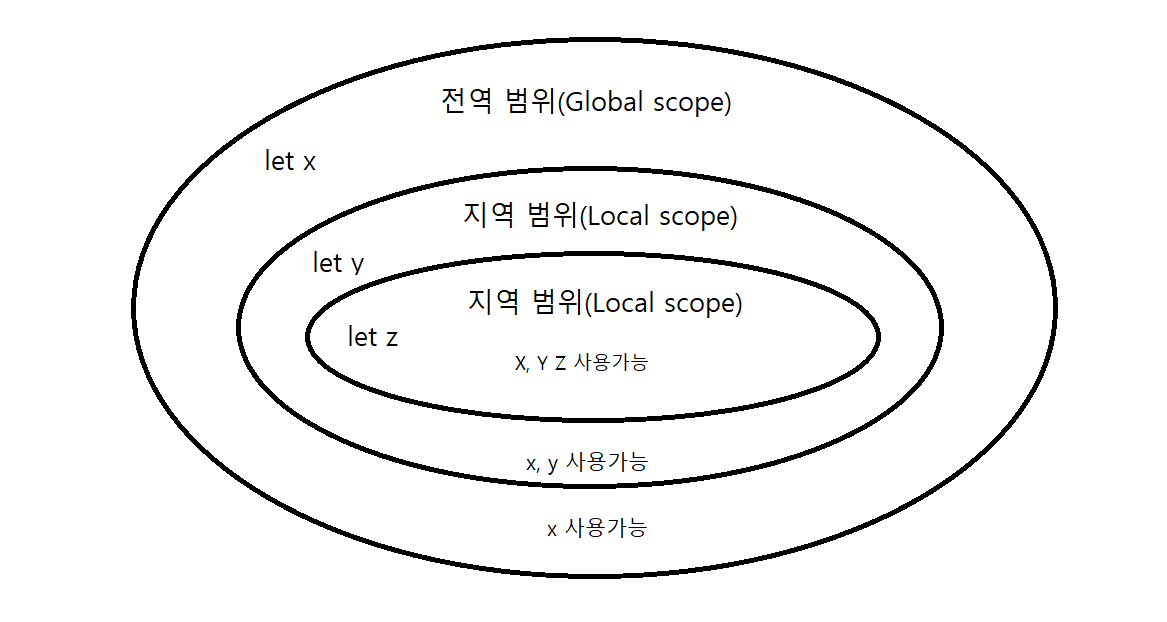 전역 범위(Global scope)
let x
지역 범위(Local scope)
let y
지역 범위(Local scope)
let z
X, Y Z 사용가능
x, y 사용가능
x 사용가능